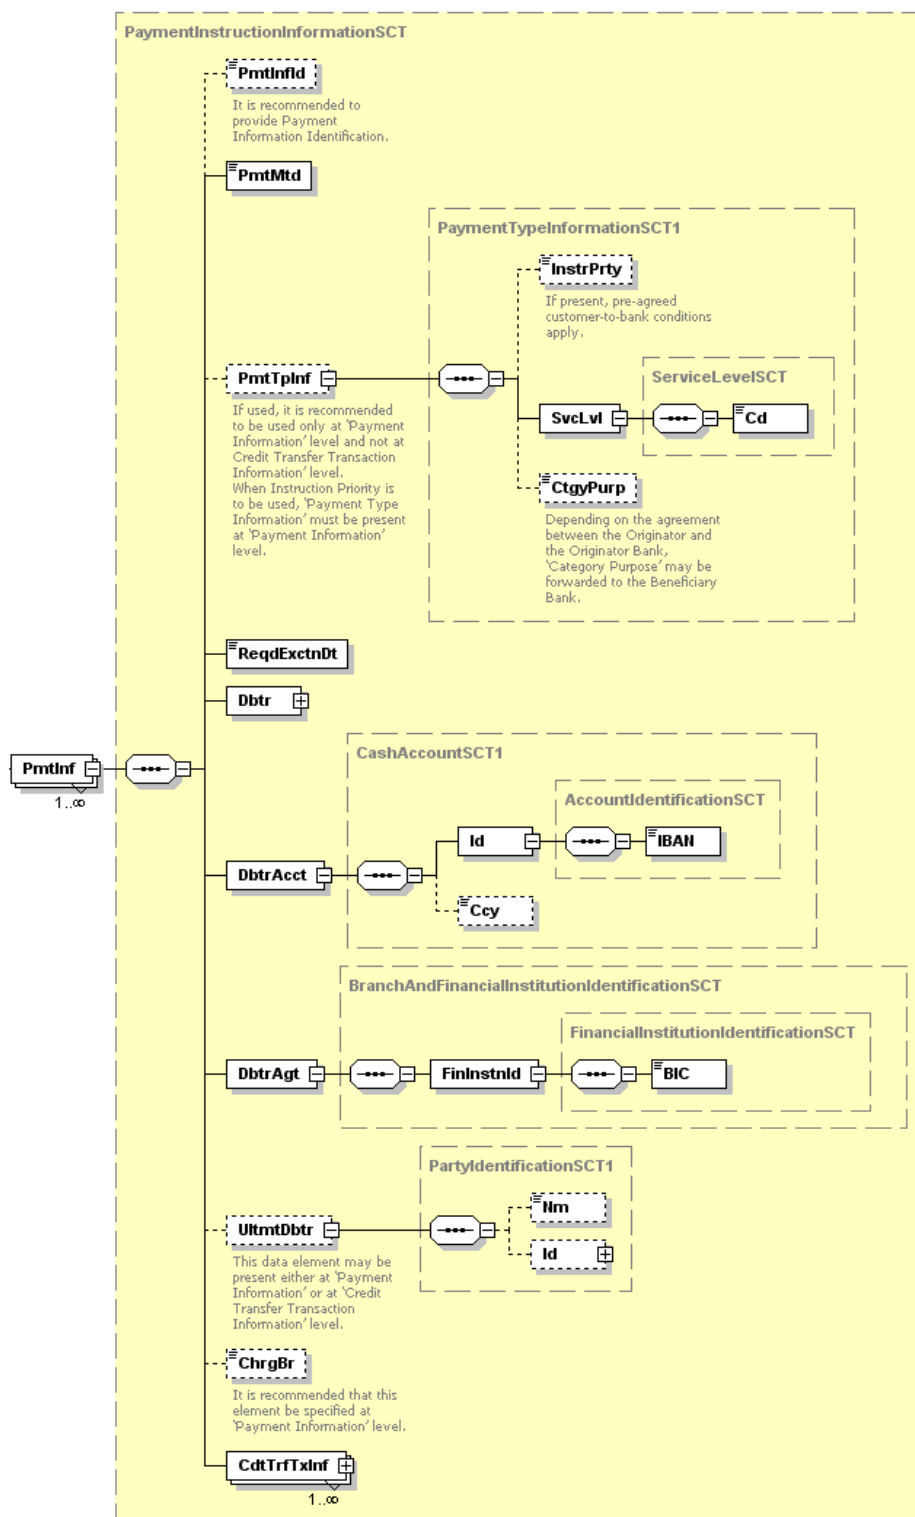 PaymentInstructionInformationSCT
PmtInfId
It is recommended to
provide Payment
Information Identification.
PmtMtd
PaymentTypeInformationSCT1
InstrPrty
If present, pre-agreed
customer-to-bank conditions
apply.
PmtTpInf
If used, it is recommended
to be used only at 'Payment
Information' level and not at
Credit Transfer Transaction
Information' level.
When Instruction Priority is
to be used, 'Payment Type
Information' must be present
at 'Payment Information'
level.
ServiceLevelSCT
SvcLvl
Cd
CtgyPurp
Depending on the agreement
between the Originator and
the Originator Bank,
'Category Purpose' may be
forwarded to the Beneficiary
Bank.
ReqdExctnDt
Dbtr
PmtInf
1..∞
CashAccountSCT1
AccountIdentificationSCT
Id
IBAN
DbtrAcct
Ccy
BranchAndFinancialInstitutionIdentificationSCT
FinancialInstitutionIdentificationSCT
DbtrAgt
FinInstnId
BIC
PartyIdentificationSCT1
Nm
UltmtDbtr
Id
This data element may be
present either at 'Payment
Information' or at 'Credit
Transfer Transaction
Information' level.
ChrgBr
It is recommended that this
element be specified at
'Payment Information' level.
CdtTrfTxInf
1..∞